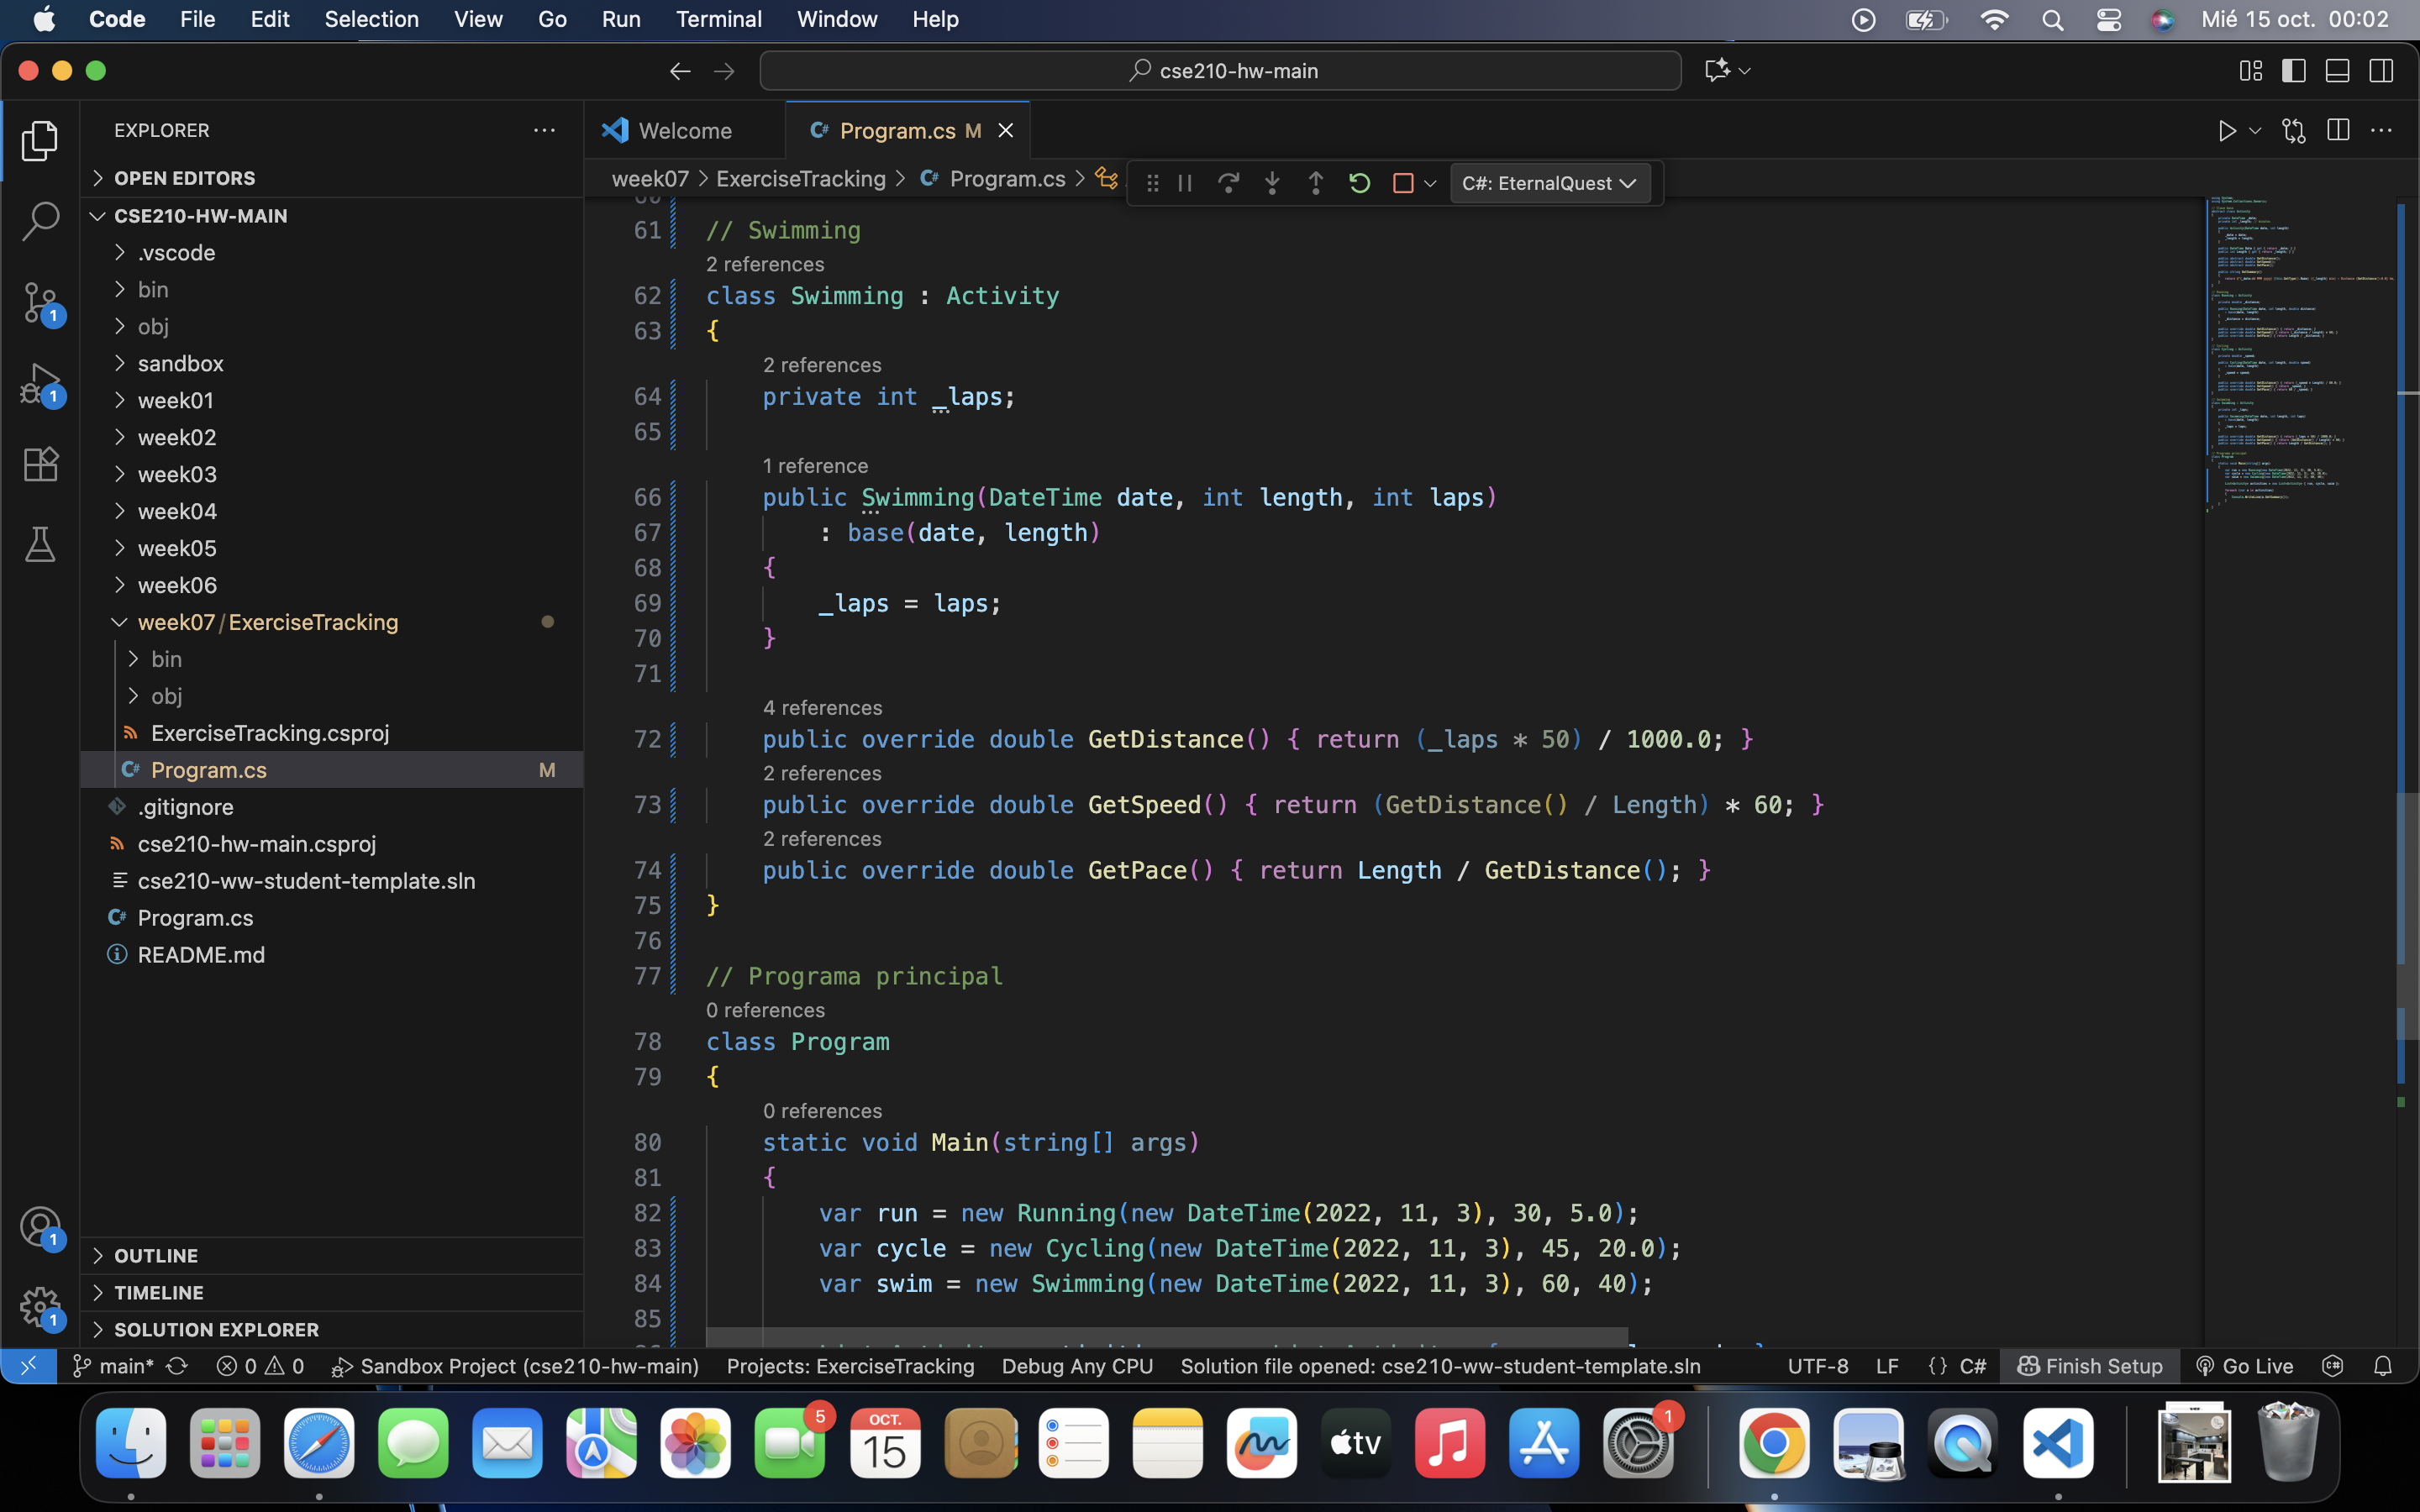 Code File Edit Selection View Go Run Terminal Window Help Mié 15 oct. 00:02
cse210-hw-main
EXPLORER
OPEN EDITORS
CSE210-HW-MAIN
.vscode
bin
obj
sandbox
week01
week02
week03
week04
week05
week06
week07/ExerciseTracking
bin
obj
ExerciseTracking.csproj
Program.cs M
.gitignore
cse210-hw-main.csproj
cse210-ww-student-template.sln
Program.cs
README.md
OUTLINE
TIMELINE
SOLUTION EXPLORER
1
1
1
1
Welcome Program.cs M
week07 > ExerciseTracking > Program.cs >
C#: EternalQuest
61 // Swimming
2 references
62 class Swimming : Activity
63 {
2 references
64 private int _laps;
65
1 reference
66 public Swimming(DateTime date, int length, int laps)
67 : base(date, length)
68 {
69 _laps = laps;
70 }
71
4 references
72 public override double GetDistance() { return (_laps * 50) / 1000.0; }
2 references
73 public override double GetSpeed() { return (GetDistance() / Length) * 60; }
2 references
74 public override double GetPace() { return Length / GetDistance(); }
75 }
76
77 // Programa principal
0 references
78 class Program
79 {
0 references
80 static void Main(string[] args)
81 {
82 var run = new Running(new DateTime(2022, 11, 3), 30, 5.0);
83 var cycle = new Cycling(new DateTime(2022, 11, 3), 45, 20.0);
84 var swim = new Swimming(new DateTime(2022, 11, 3), 60, 40);
85
main* 0 0 Sandbox Project (cse210-hw-main) Projects: ExerciseTracking Debug Any CPU Solution file opened: cse210-ww-student-template.sln UTF-8 LF {} C# Finish Setup Go Live
5
OCT.
15
tv
1